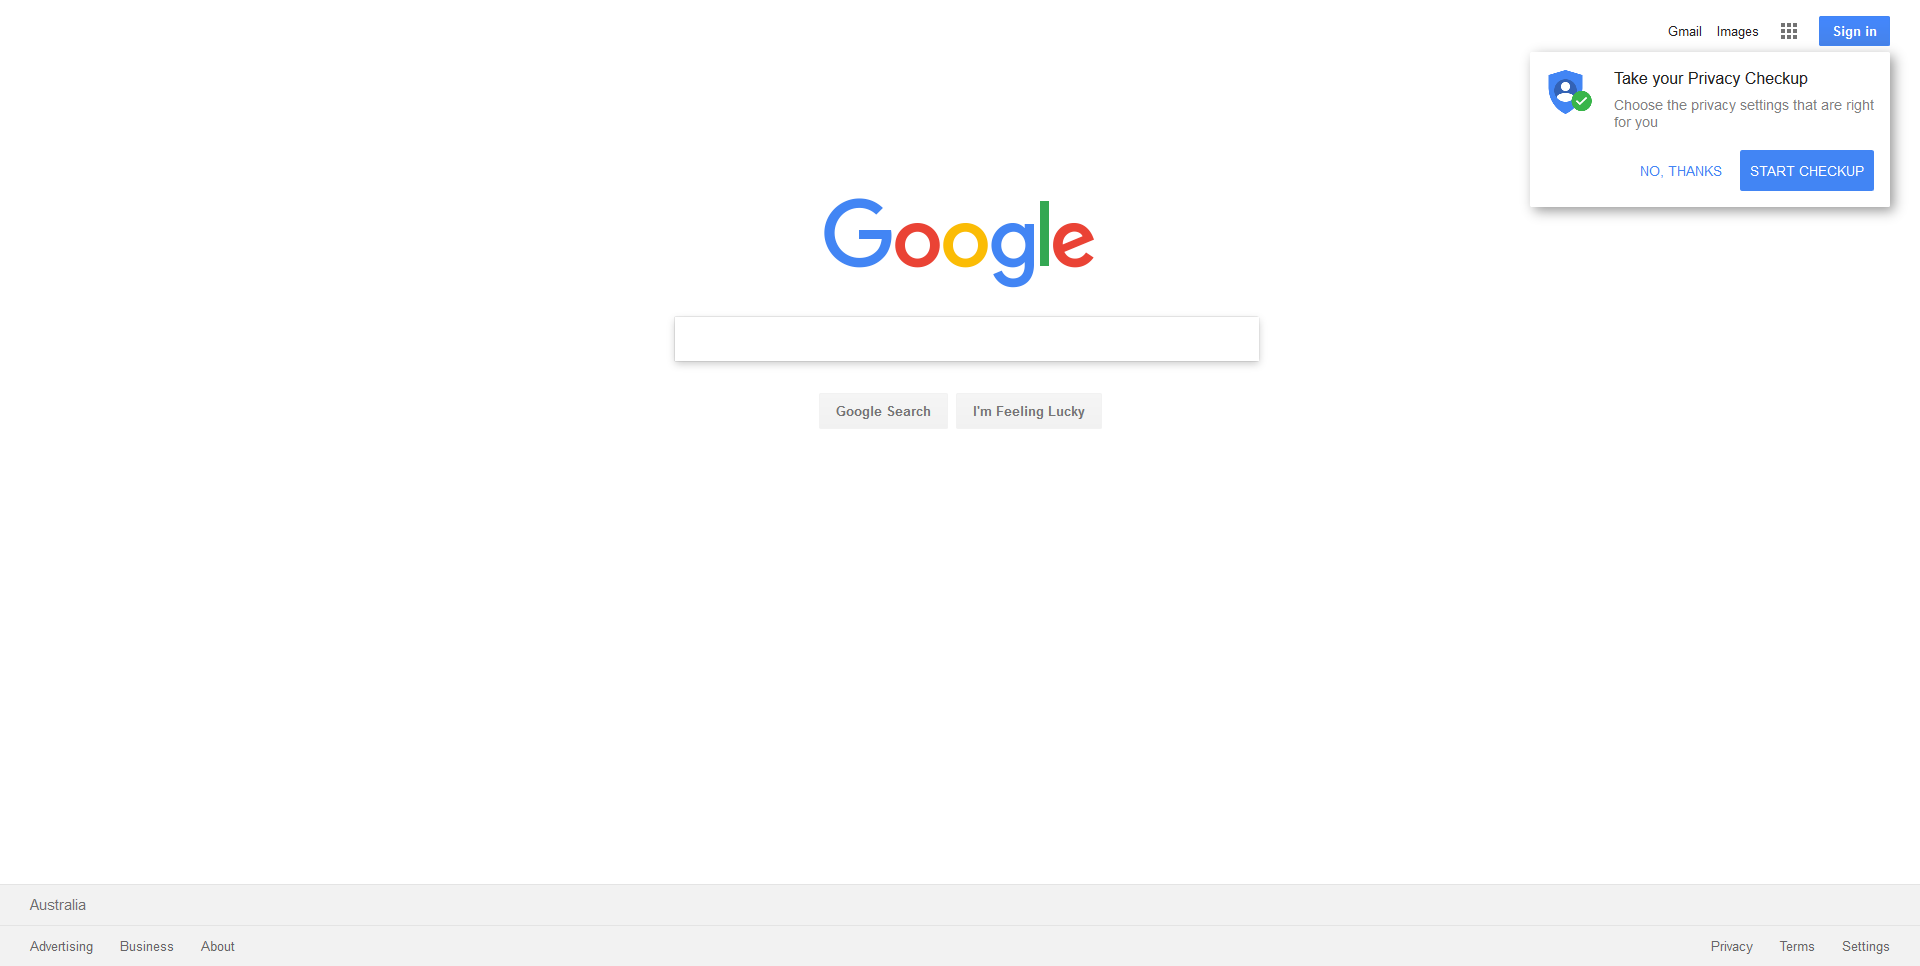 Gmail Images Sign in
Take your Privacy Checkup
Choose the privacy settings that are right
for you
NO, THANKS START CHECKUP
Google
Google Search I'm Feeling Lucky
Australia
Advertising Business About Privacy Terms Settings